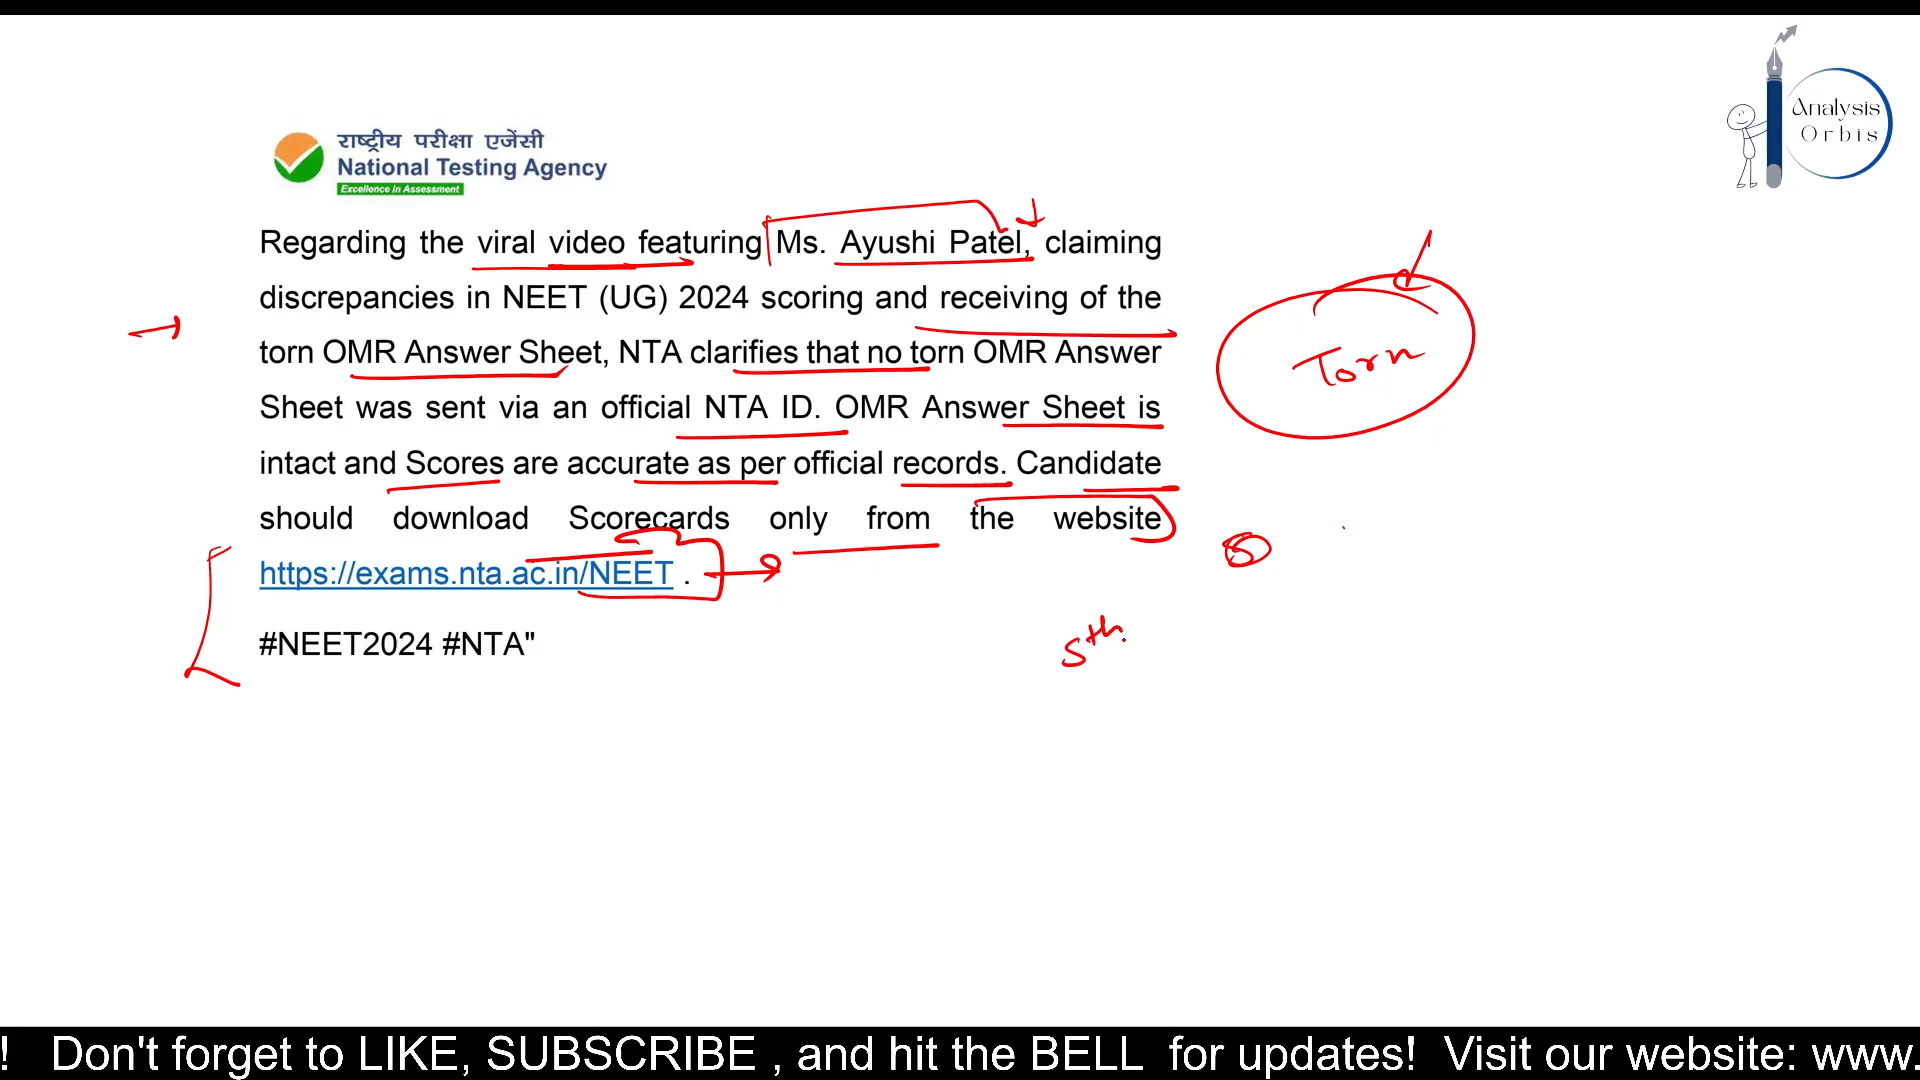 Analysis
Orbis
राष्ट्रीय परीक्षा एजेंसी
National Testing Agency
Excellence in Assessment
Regarding the viral video featuring Ms. Ayushi Patel, claiming
discrepancies in NEET (UG) 2024 scoring and receiving of the
torn OMR Answer Sheet, NTA clarifies that no torn OMR Answer
Sheet was sent via an official NTA ID. OMR Answer Sheet is
intact and Scores are accurate as per official records. Candidate
should download Scorecards only from the website
https://exams.nta.ac.in/NEET .
#NEET2024 #NTA"
Torn
5th
! Don't forget to LIKE, SUBSCRIBE , and hit the BELL for updates! Visit our website: www.